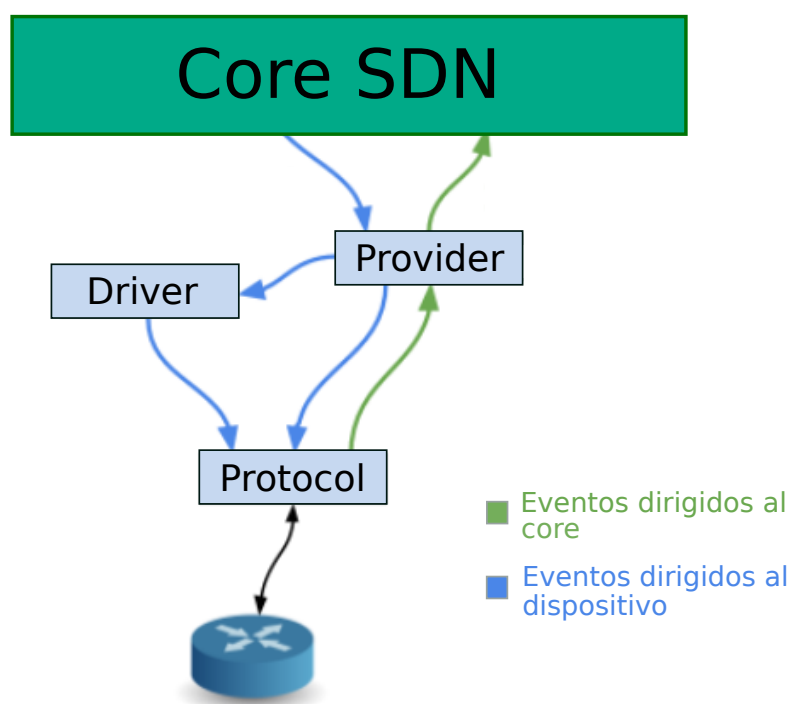 Core SDN
Provider
Driver
Protocol
Eventos dirigidos al
core
Eventos dirigidos al
dispositivo